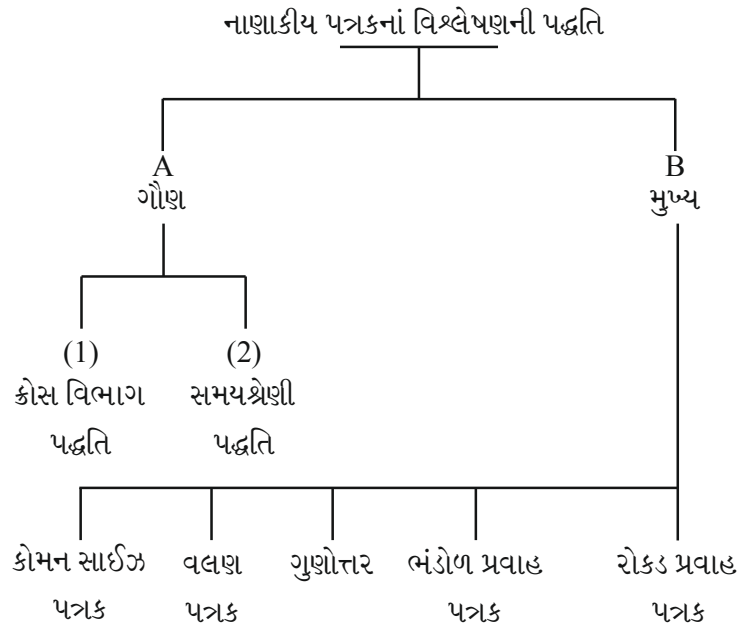 નાણાકીય પત્રકનાં વિશ્લેષણની પદ્ધતિ
A
ગૌણ
B
મુખ્ય
(1)
ક્રોસ વિભાગ
પદ્ધતિ
(2)
સમયશ્રેણી
પદ્ધતિ
કોમન સાઈઝ
પત્રક
વલણ
પત્રક
ગુણોત્તર
ભંડોળ પ્રવાહ
પત્રક
રોકડ પ્રવાહ
પત્રક